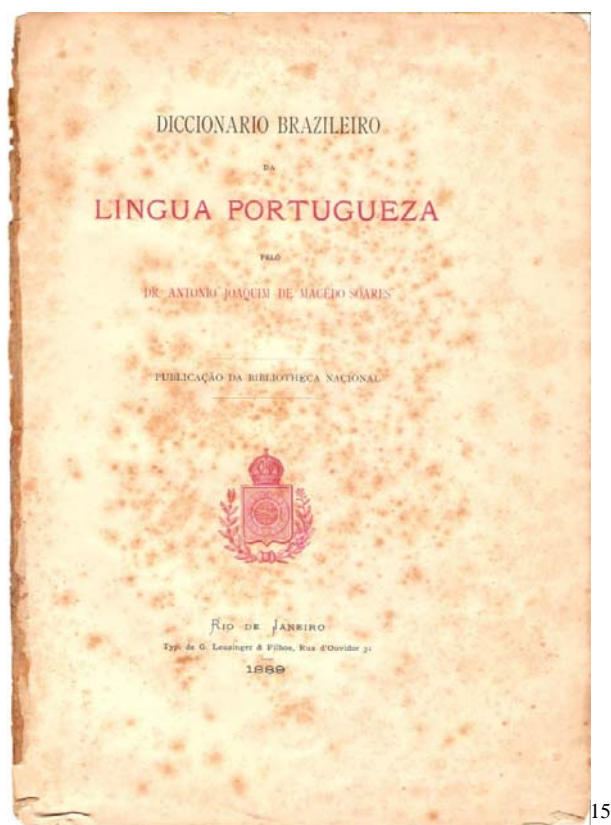 DICCIONARIO BRAZILEIRO
DA
LINGUA PORTUGUEZA
PELO
DR. ANTONIO JOAQUIM DE MACEDO SOARES
PUBLICAÇÃO DA BIBLIOTHECA NACIONAL
RIO DE JANEIRO
Typ. de G. Leuzinger & Filhos, Rua d'Ouvidor 31
1889
15